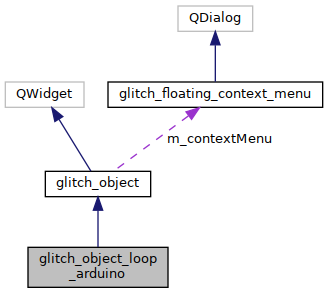 QDialog
QWidget
glitch_floating_context_menu
m_contextMenu
glitch_object
glitch_object_loop
_arduino